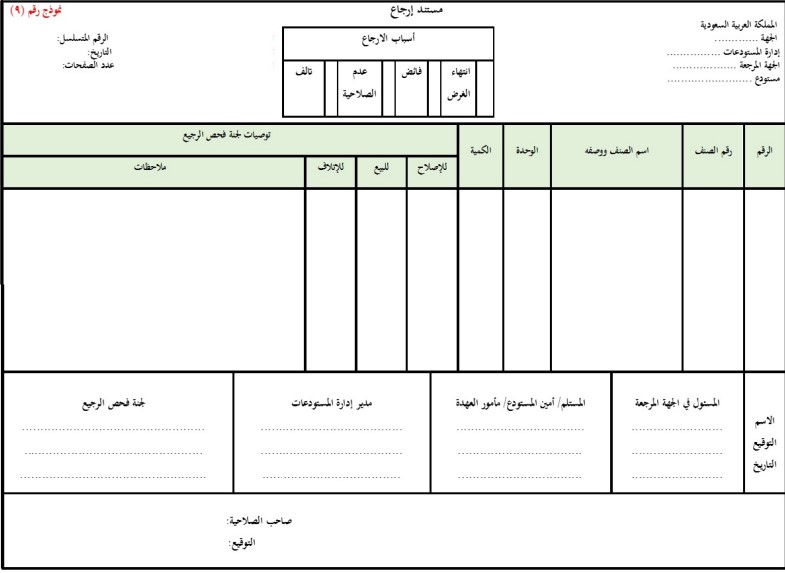 مستند إرجاع
نموذج رقم (٩)
المملكة العربية السعودية
الجهة .............
إدارة المستودعات ................
الجهة المرجعة ...................
مستودع .........................
أسباب الارجاع
انتهاء الغرض
فائض
عدم الصلاحية
تالف
الرقم المتسلسل:
التاريخ:
عدد الصفحات:
الرقم
رقم الصنف
اسم الصنف ووصفه
الوحدة
الكمية
توصيات لجنة فحص الرجيع
للإصلاح
للبيع
للإتلاف
ملاحظات
الاسم
التوقيع
التاريخ
المسئول في الجهة المرجعة
المستلم/ أمين المستودع/ مأمور العهدة
مدير إدارة المستودعات
لجنة فحص الرجيع
صاحب الصلاحية:
التوقيع: